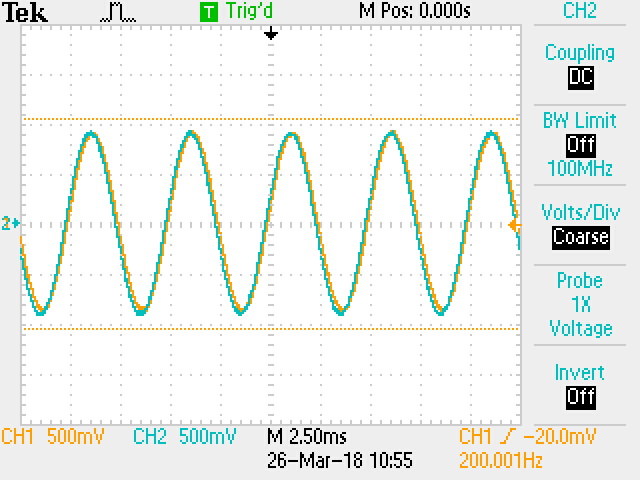 Tek T Trig'd M Pos: 0.000s CH2
Coupling
DC
BW Limit
Off
100MHz
2
Volts/Div
Coarse
Probe
1X
Voltage
Invert
Off
CH1 500mV CH2 500mV M 2.50ms CH1 −20.0mV
26-Mar-18 10:55 200.001Hz